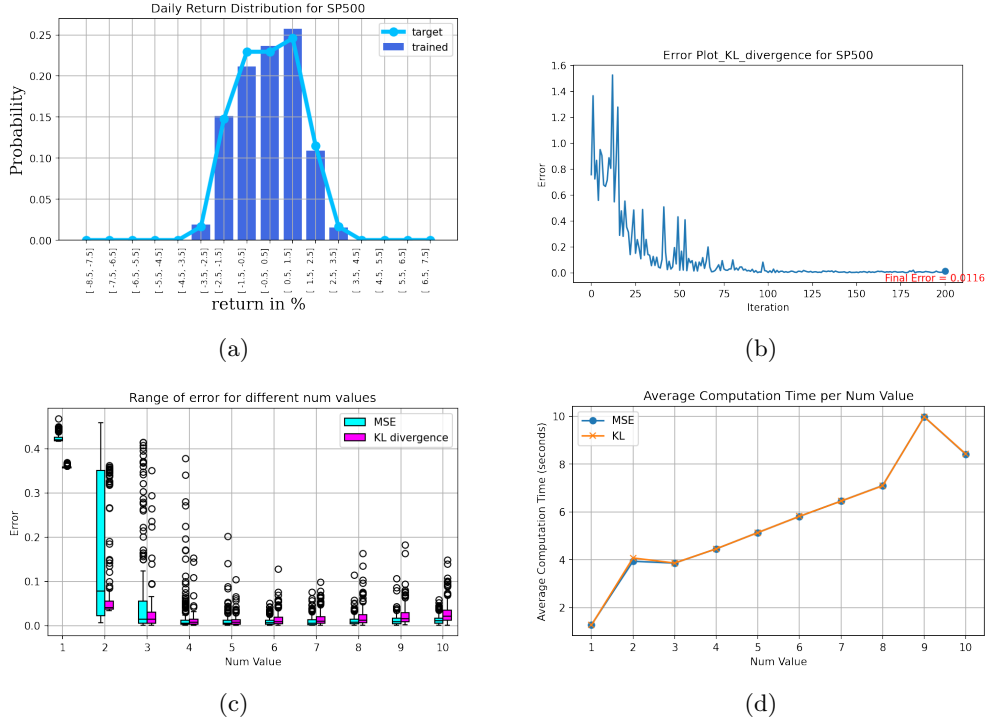 Daily Return Distribution for SP500
target
trained
Probability
0.25
0.20
0.15
0.10
0.05
0.00
[ -8.5, -7.5]
[ -7.5, -6.5]
[ -6.5, -5.5]
[ -5.5, -4.5]
[ -4.5, -3.5]
[ -3.5, -2.5]
[ -2.5, -1.5]
[ -1.5, -0.5]
[ -0.5, 0.5]
[ 0.5, 1.5]
[ 1.5, 2.5]
[ 2.5, 3.5]
[ 3.5, 4.5]
[ 4.5, 5.5]
[ 5.5, 6.5]
[ 6.5, 7.5]
return in %
(a)
Error Plot_KL_divergence for SP500
Error
1.6
1.4
1.2
1.0
0.8
0.6
0.4
0.2
0.0
Final Error = 0.0116
0 25 50 75 100 125 150 175 200
Iteration
(b)
Range of error for different num values
MSE
KL divergence
Error
0.4
0.3
0.2
0.1
0.0
1 2 3 4 5 6 7 8 9 10
Num Value
(c)
Average Computation Time per Num Value
MSE
KL
Average Computation Time (seconds)
10
8
6
4
2
1 2 3 4 5 6 7 8 9 10
Num Value
(d)